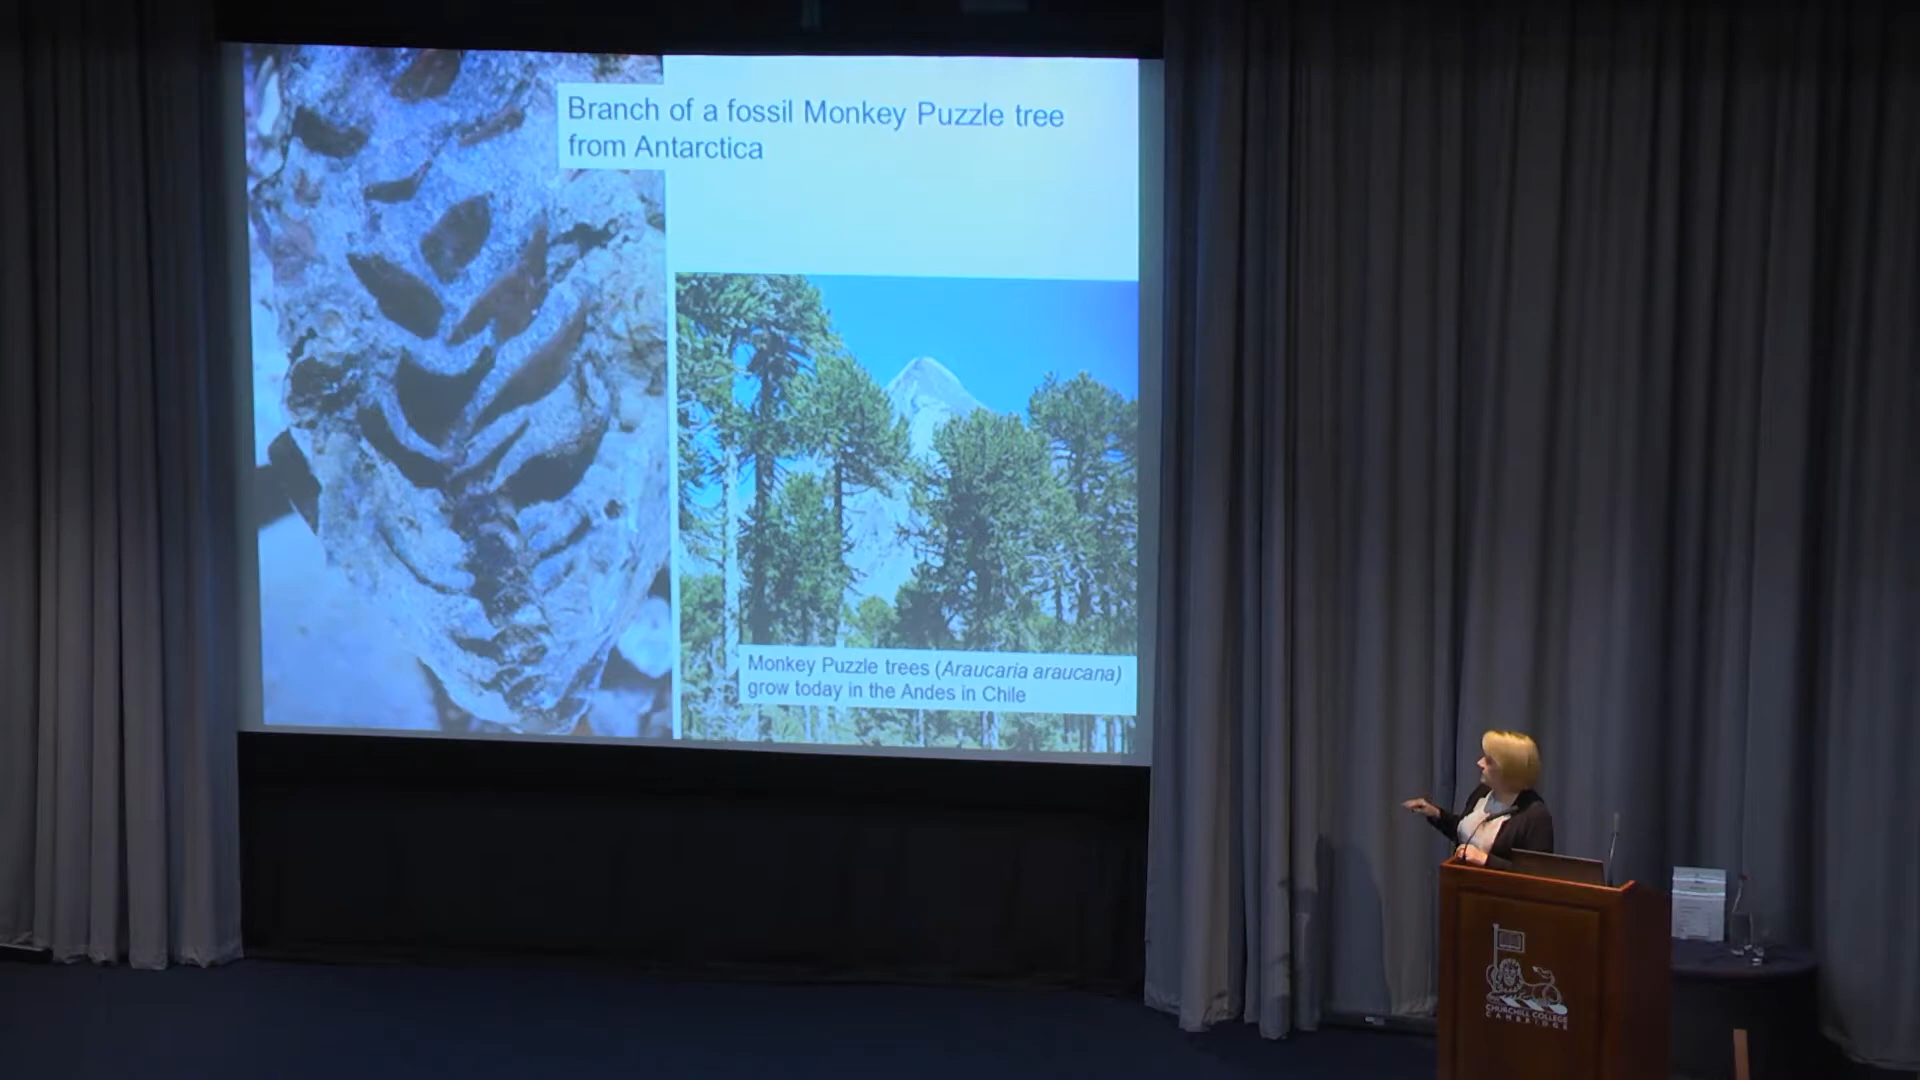 Branch of a fossil Monkey Puzzle tree
from Antarctica
Monkey Puzzle trees (Araucaria araucana)
grow today in the Andes in Chile
CHURCHILL COLLEGE
CAMBRIDGE